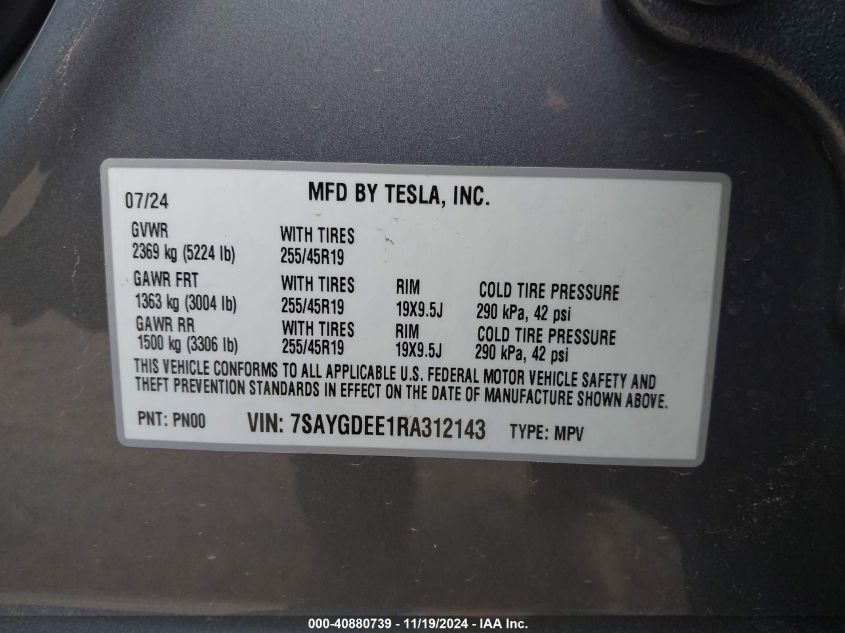 07/24 MFD BY TESLA, INC.
GVWR WITH TIRES
2369 kg (5224 lb) 255/45R19
GAWR FRT WITH TIRES RIM COLD TIRE PRESSURE
1363 kg (3004 lb) 255/45R19 19X9.5J 290 kPa, 42 psi
GAWR RR WITH TIRES RIM COLD TIRE PRESSURE
1500 kg (3306 lb) 255/45R19 19X9.5J 290 kPa, 42 psi
THIS VEHICLE CONFORMS TO ALL APPLICABLE U.S. FEDERAL MOTOR VEHICLE SAFETY AND
THEFT PREVENTION STANDARDS IN EFFECT ON THE DATE OF MANUFACTURE SHOWN ABOVE.
PNT: PN00 VIN: 7SAYGDEE1RA312143 TYPE: MPV
000-40880739 - 11/19/2024 - IAA Inc.